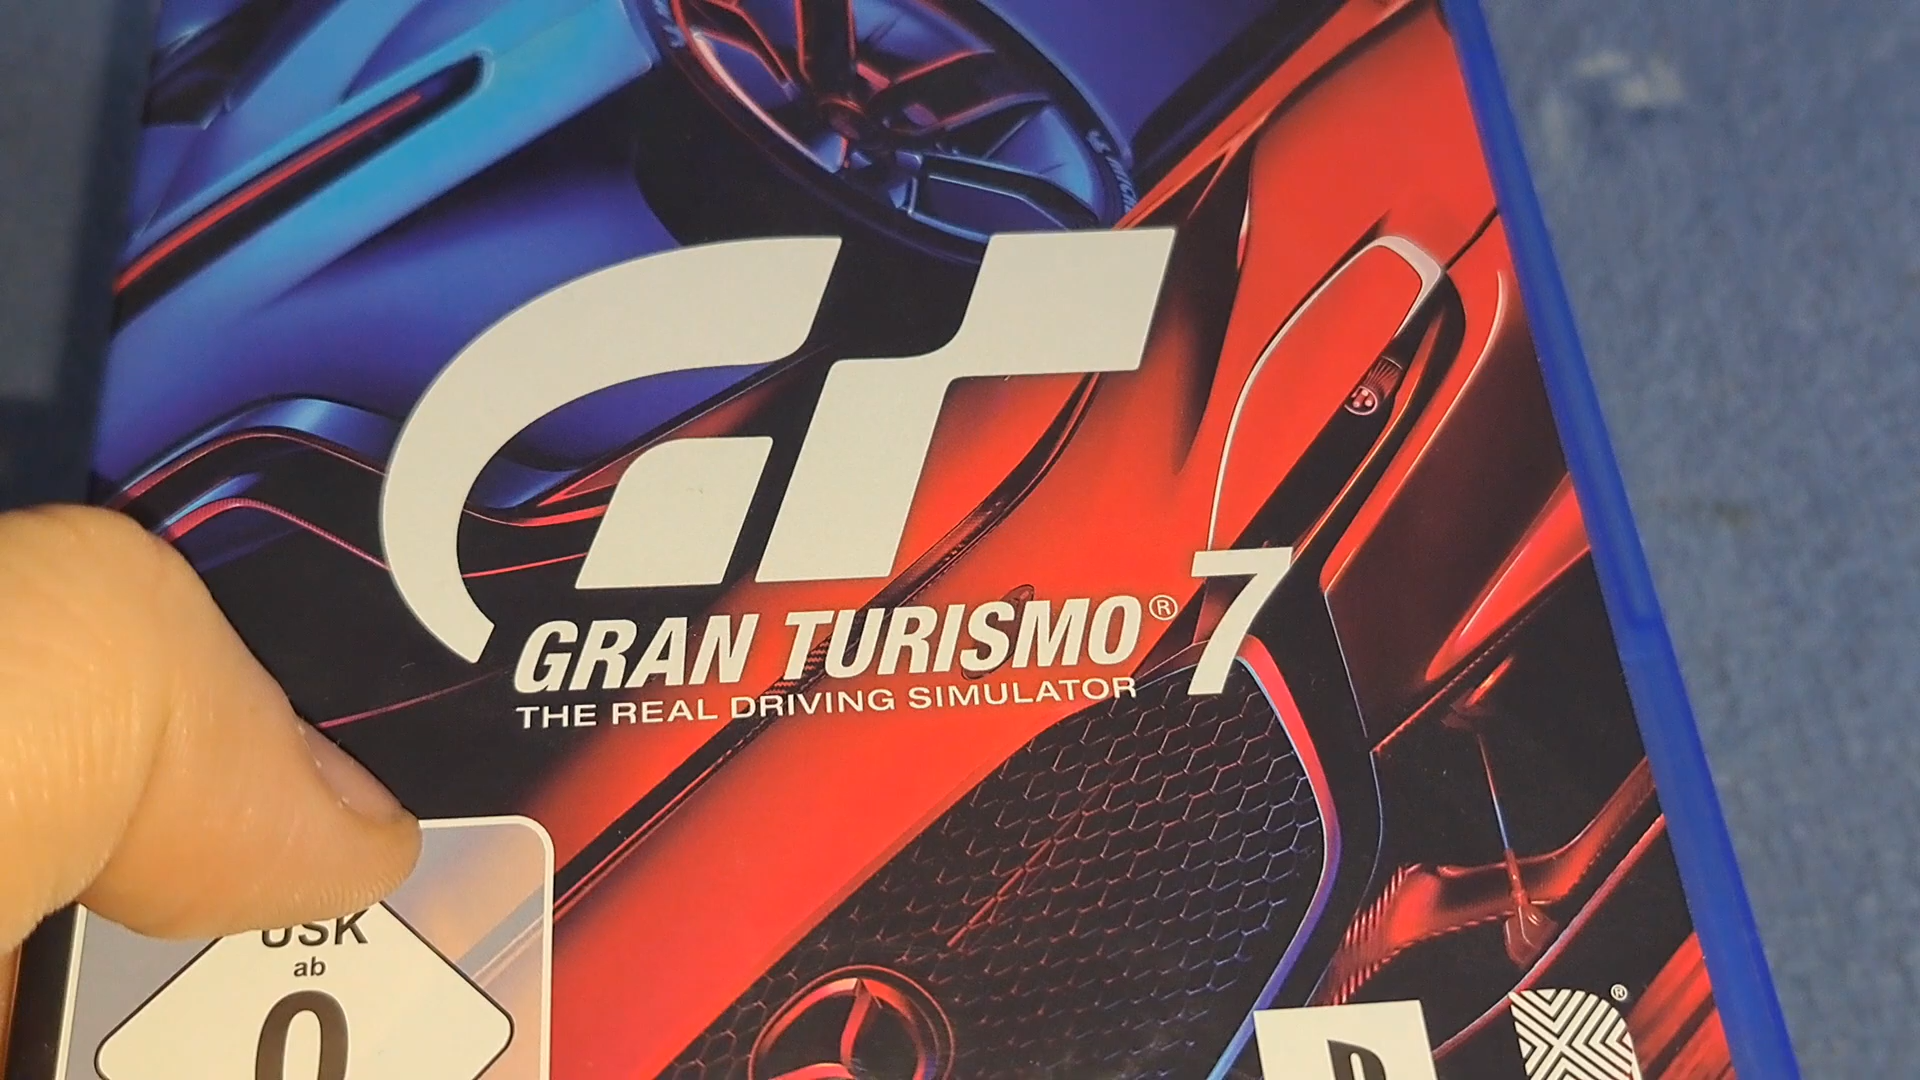 GT
GRAN TURISMO® 7
THE REAL DRIVING SIMULATOR
USK
ab
0
®